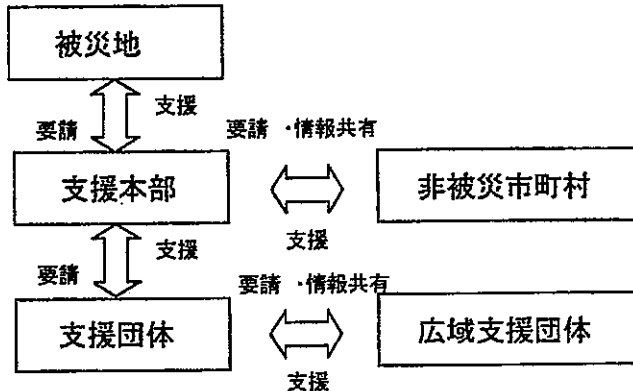 被災地
支援
要請
要請・情報共有
支援本部
非被災市町村
支援
支援
要請
要請・情報共有
支援団体
広域支援団体
支援